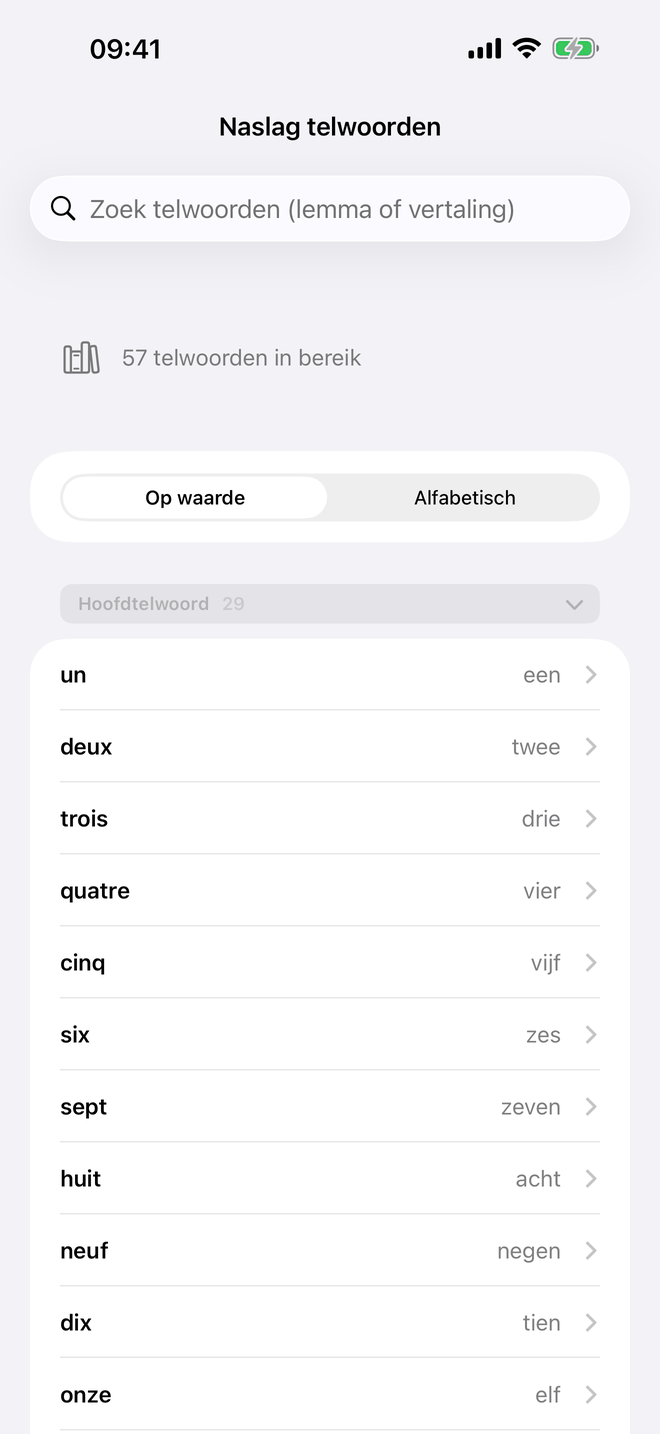 09:41
Naslag telwoorden
Zoek telwoorden (lemma of vertaling)
57 telwoorden in bereik
Op waarde Alfabetisch
Hoofdtelwoord 29
un een
deux twee
trois drie
quatre vier
cinq vijf
six zes
sept zeven
huit acht
neuf negen
dix tien
onze elf